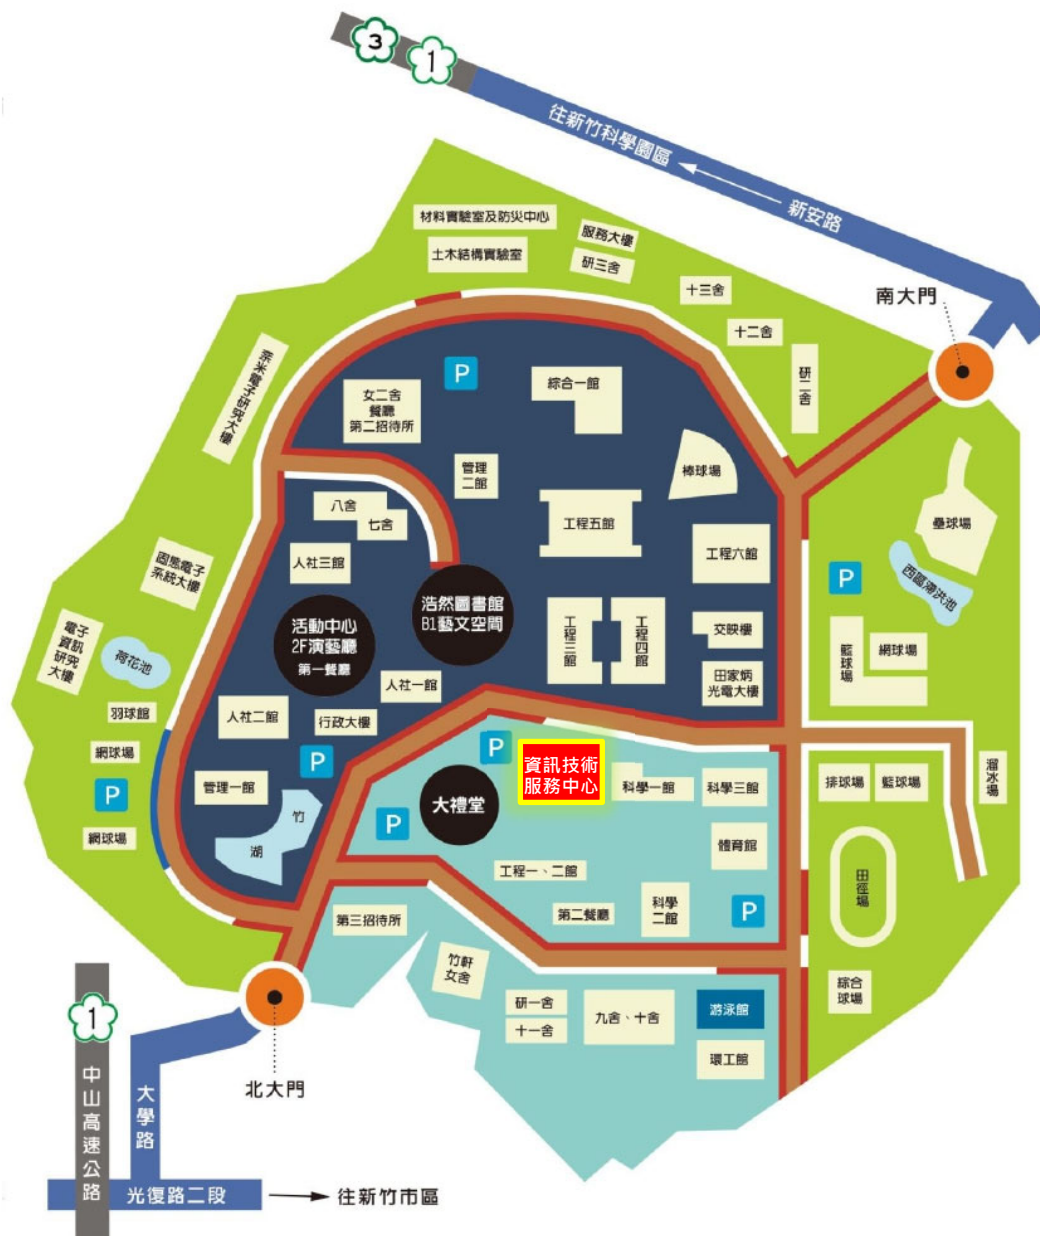 3
1
往新竹科學園區
新安路
南大門
材料實驗室及防災中心
土木結構實驗室
服務大樓
研三舍
十三舍
十二舍
研二舍
奈米電子研究大樓
P
女二舍
餐廳
第二招待所
綜合一館
管理
二館
棒球場
壘球場
八舍
七舍
工程五館
人社三館
工程六館
固態電子
系統大樓
P
西區滯洪池
浩然圖書館
B1藝文空間
活動中心
2F演藝廳
第一餐廳
工程三館
工程四館
交映樓
電子
資訊
研究
大樓
荷花池
籃球場
網球場
人社一館
田家炳
光電大樓
羽球館
人社二館
行政大樓
網球場
P
P
資訊技術
服務中心
溜冰場
管理一館
科學一館
科學三館
排球場
籃球場
P
大禮堂
竹
湖
P
網球場
體育館
工程一、二館
田徑場
第二餐廳
科學
二館
P
第三招待所
竹軒
女舍
綜合
球場
研一舍
十一舍
九舍、十舍
游泳館
環工館
1
北大門
中山高速公路
大學路
光復路二段
往新竹市區